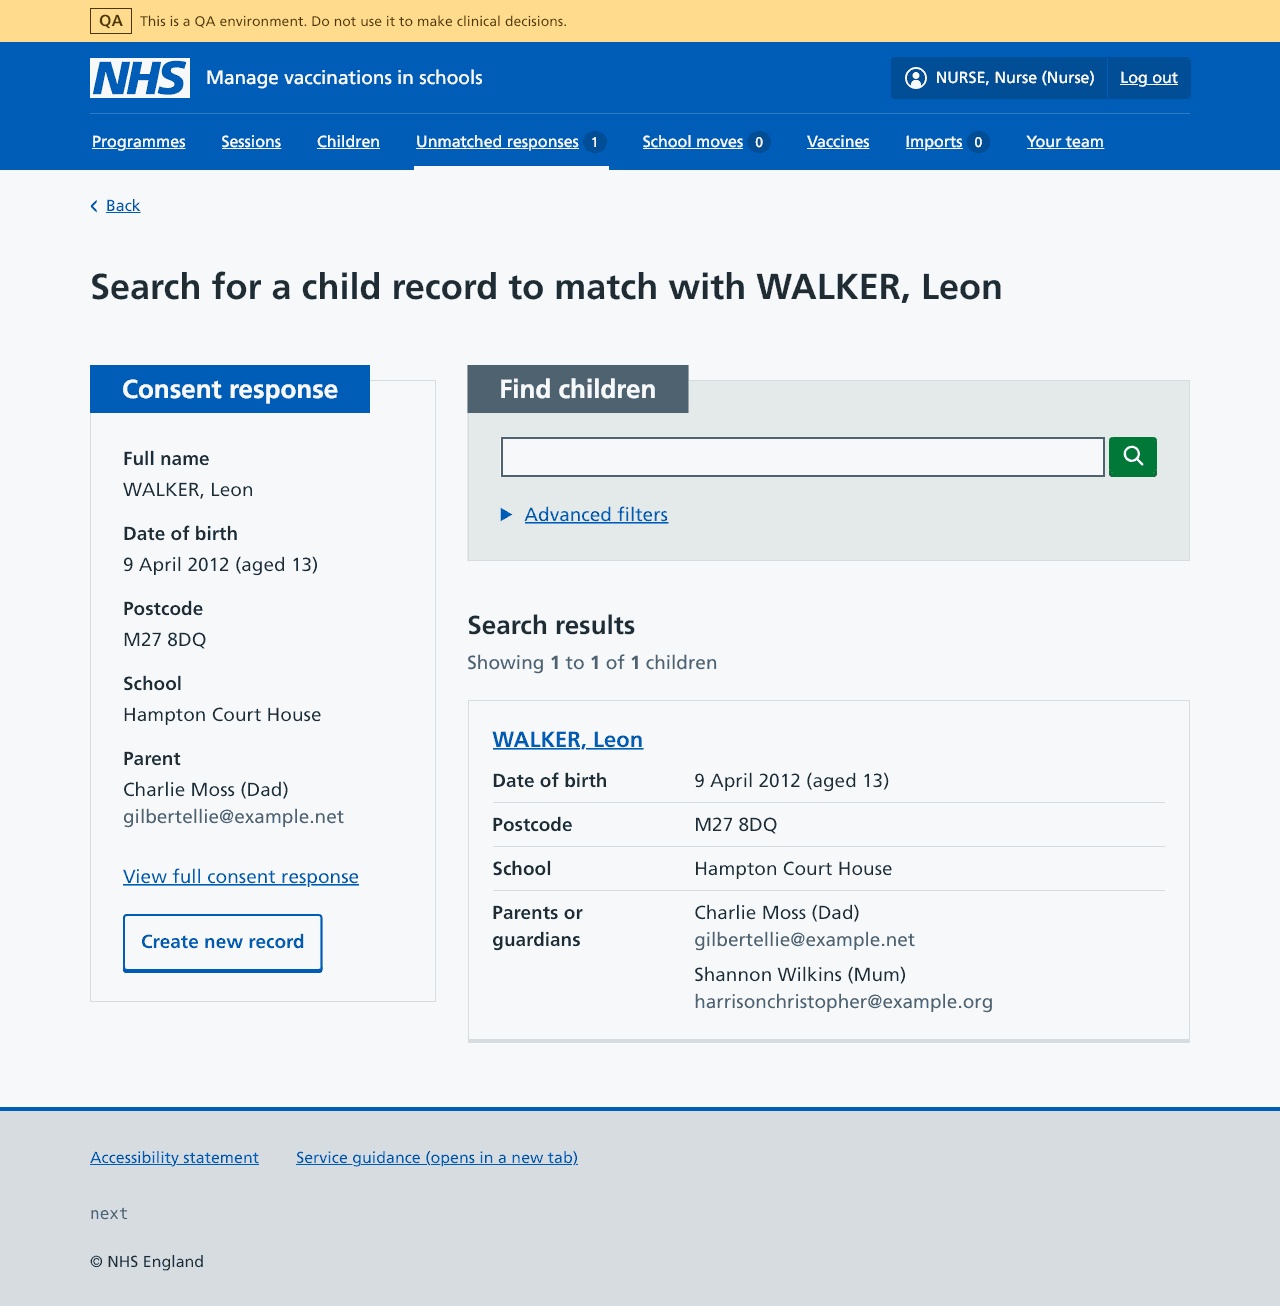 QA This is a QA environment. Do not use it to make clinical decisions.
NHS Manage vaccinations in schools NURSE, Nurse (Nurse) Log out
Programmes Sessions Children Unmatched responses 1 School moves 0 Vaccines Imports 0 Your team
Back
Search for a child record to match with WALKER, Leon
Consent response
Full name
WALKER, Leon
Date of birth
9 April 2012 (aged 13)
Postcode
M27 8DQ
School
Hampton Court House
Parent
Charlie Moss (Dad)
gilbertellie@example.net
View full consent response
Create new record
Find children
Advanced filters
Search results
Showing 1 to 1 of 1 children
WALKER, Leon
Date of birth 9 April 2012 (aged 13)
Postcode M27 8DQ
School Hampton Court House
Parents or guardians Charlie Moss (Dad)
gilbertellie@example.net
Shannon Wilkins (Mum)
harrisonchristopher@example.org
Accessibility statement Service guidance (opens in a new tab)
next
© NHS England